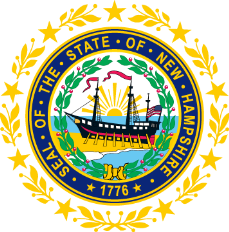 SEAL · OF · THE · STATE · OF · NEW · HAMPSHIRE
1776